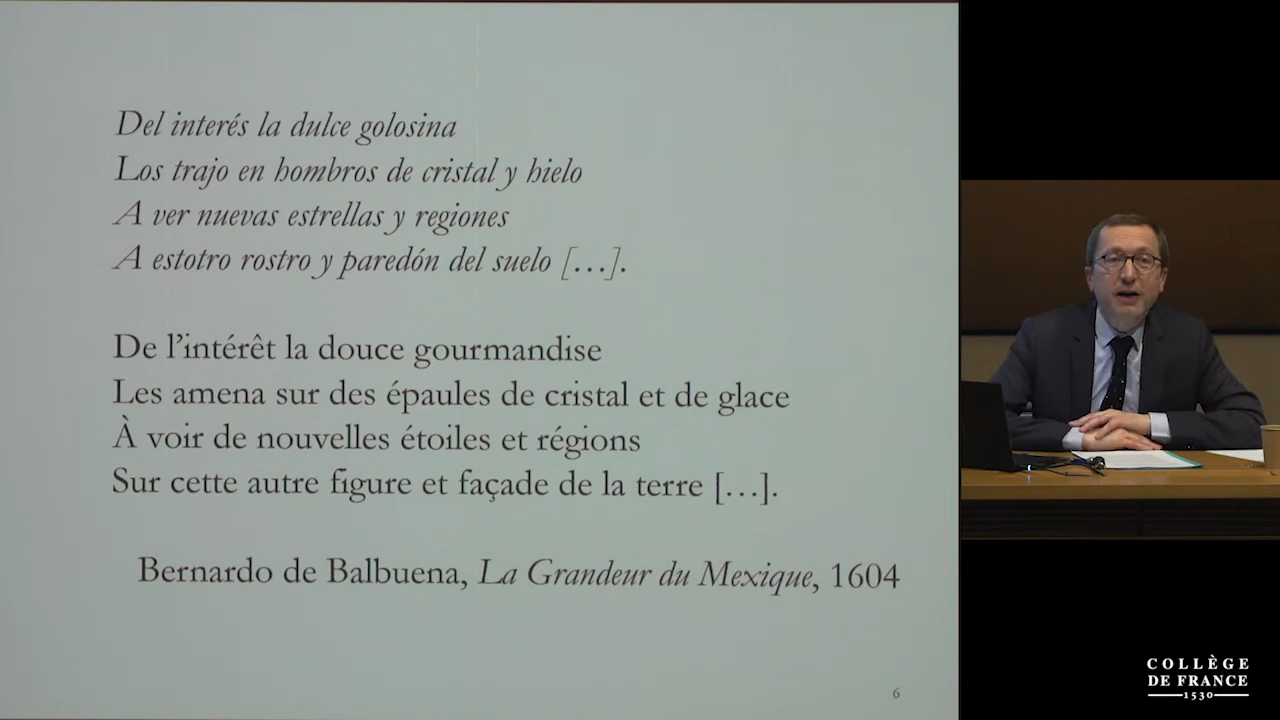 Del interés la dulce golosina
Los trajo en hombros de cristal y hielo
A ver nuevas estrellas y regiones
A estotro rostro y paredón del suelo […].
De l’intérêt la douce gourmandise
Les amena sur des épaules de cristal et de glace
À voir de nouvelles étoiles et régions
Sur cette autre figure et façade de la terre […].
Bernardo de Balbuena, La Grandeur du Mexique, 1604
6
COLLÈGE
DE FRANCE
1530